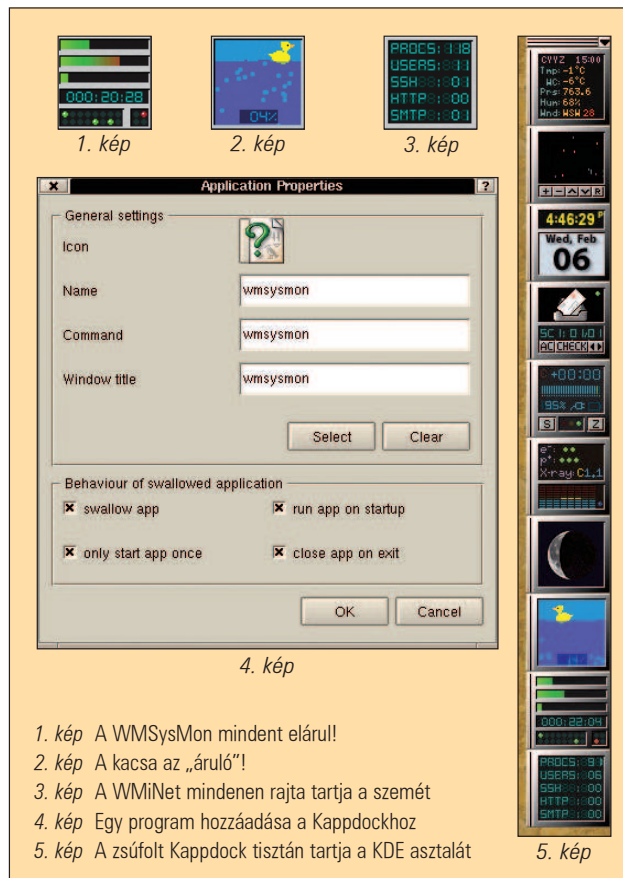 000:20:28
1. kép
04%
2. kép
PROCS: 118
USERS: 11
SSH : 01
HTTP : 00
SMTP : 01
3. kép
Application Properties
General settings
Icon
Name
wmsysmon
Command
wmsysmon
Window title
wmsysmon
Select
Clear
Behaviour of swallowed application
swallow app
run app on startup
only start app once
close app on exit
OK
Cancel
4. kép
1. kép A WMSysMon mindent elárul!
2. kép A kacsa az „áruló"!
3. kép A WMiNet mindenen rajta tartja a szemét
4. kép Egy program hozzáadása a Kappdockhoz
5. kép A zsúfolt Kappdock tisztán tartja a KDE asztalát
CYYZ 15:00
Tmp: -1°C
WC: -6°C
Prs: 763.6
Hum: 68%
Wnd: WSW 28
R
4:46:29 P
Wed, Feb
06
AC CHECK
+00:00
95%
S Z
e-:
p+:
X-ray: C1.1
000:22:04
PROCS: 91
USERS: 06
SSH : 00
HTTP : 00
SMTP : 00
5. kép